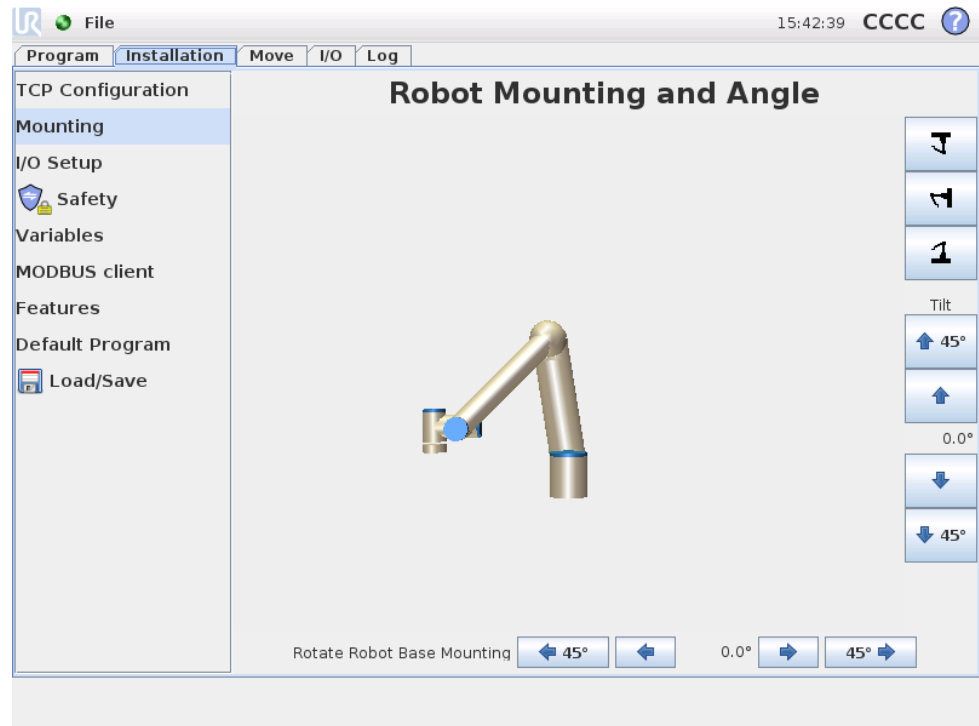 UR File 15:42:39 CCCC ?
Program Installation Move I/O Log
TCP Configuration
Mounting
I/O Setup
Safety
Variables
MODBUS client
Features
Default Program
Load/Save
Robot Mounting and Angle
Tilt
45°
0.0°
45°
Rotate Robot Base Mounting 45° 0.0° 45°